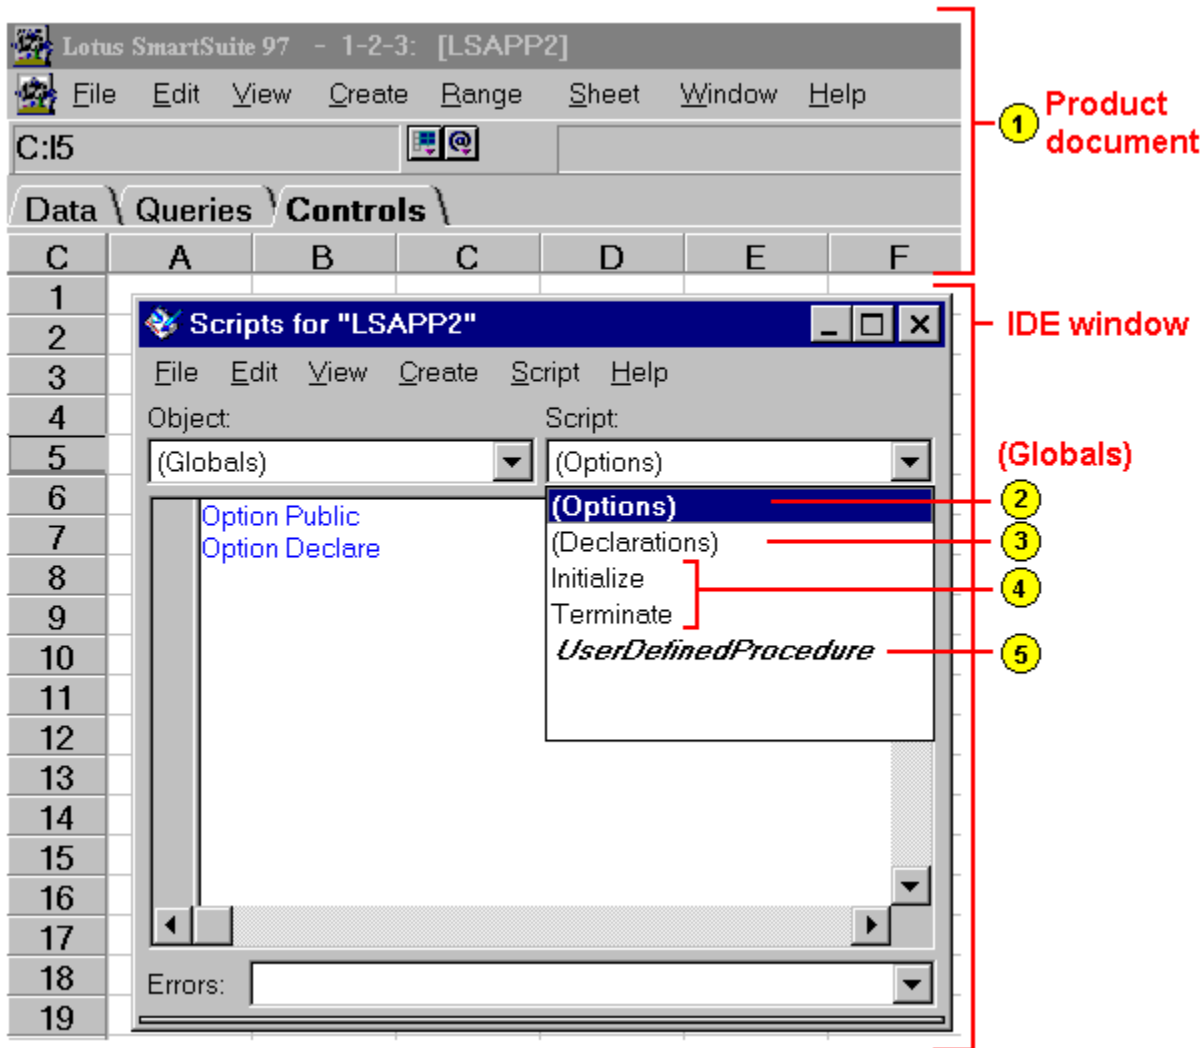 Lotus SmartSuite 97 - 1-2-3: [LSAPP2]
File Edit View Create Range Sheet Window Help
1 Product
document
C:I5 @
Data Queries Controls
C A B C D E F
1
2
3
4
5
6
7
8
9
10
11
12
13
14
15
16
17
18
19
Scripts for "LSAPP2"
IDE window
File Edit View Create Script Help
Object: Script:
(Globals) (Options)
(Globals)
Option Public
Option Declare
(Options) 2
(Declarations) 3
Initialize
Terminate
4
UserDefinedProcedure 5
Errors: